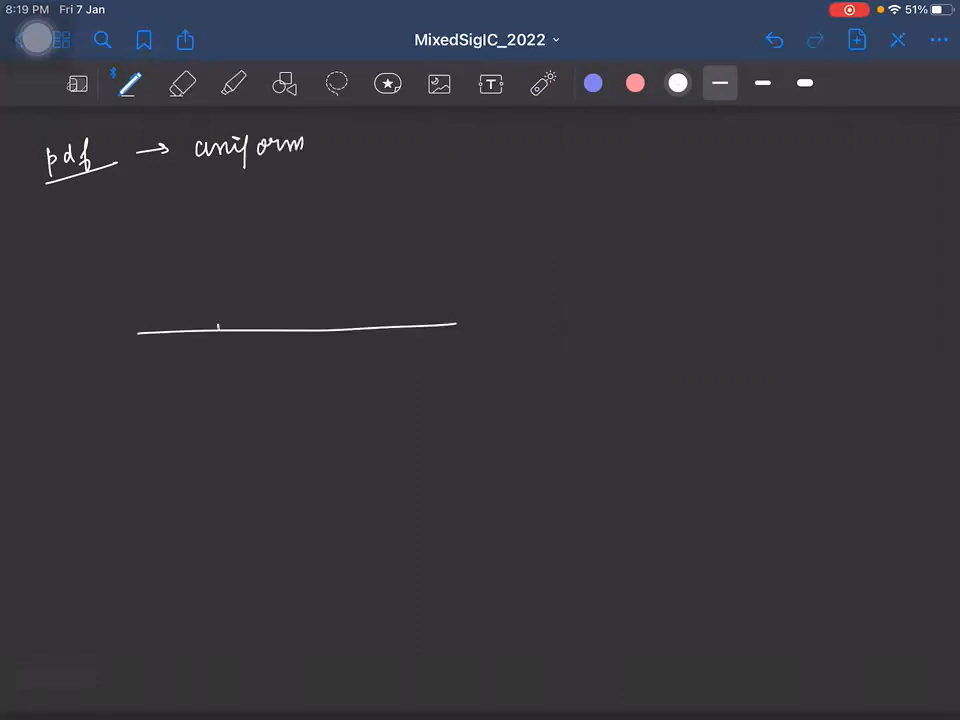 8:19 PM Fri 7 Jan 51%
MixedSigIC_2022
T
pdf → uniform